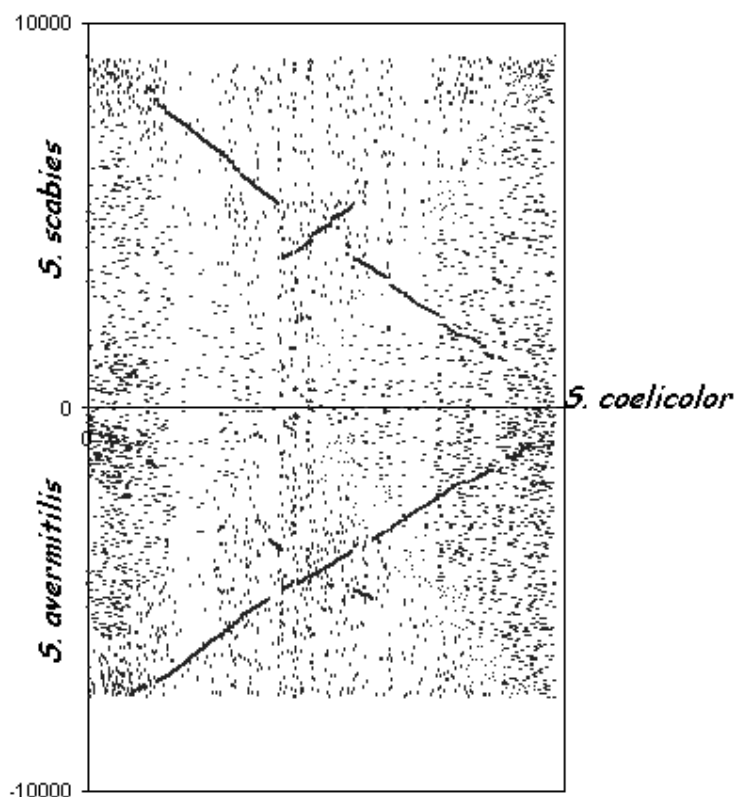 10000
S. scabies
0
S. coelicolor
0
S. avermitilis
-10000